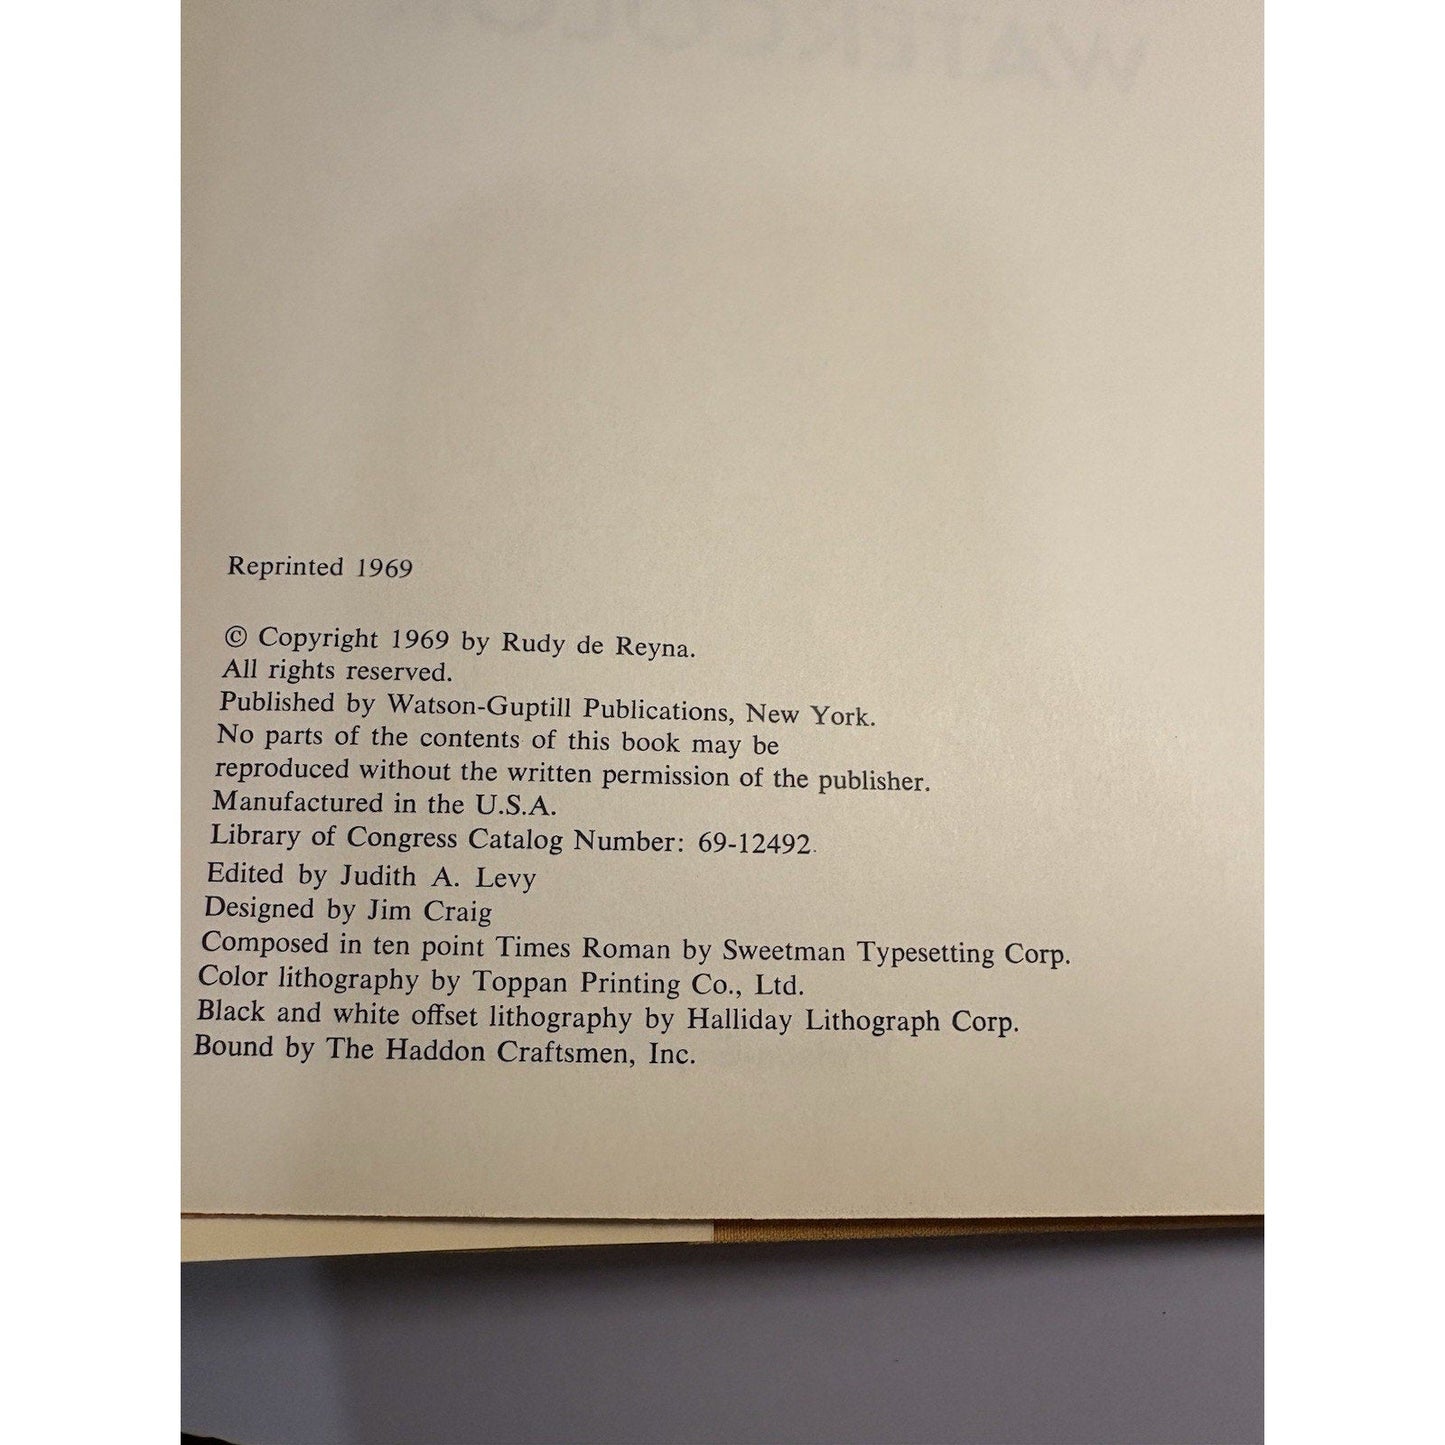 WATERCOLOR
Reprinted 1969
© Copyright 1969 by Rudy de Reyna.
All rights reserved.
Published by Watson-Guptill Publications, New York.
No parts of the contents of this book may be
reproduced without the written permission of the publisher.
Manufactured in the U.S.A.
Library of Congress Catalog Number: 69-12492.
Edited by Judith A. Levy
Designed by Jim Craig
Composed in ten point Times Roman by Sweetman Typesetting Corp.
Color lithography by Toppan Printing Co., Ltd.
Black and white offset lithography by Halliday Lithograph Corp.
Bound by The Haddon Craftsmen, Inc.